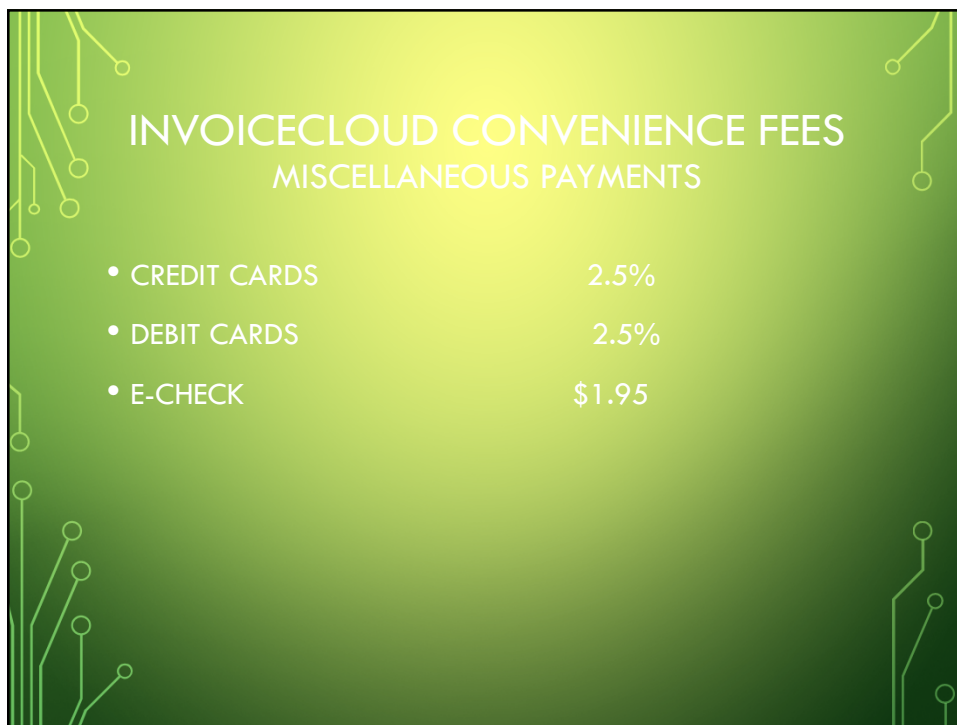 INVOICECLOUD CONVENIENCE FEES
MISCELLANEOUS PAYMENTS
• CREDIT CARDS 2.5%
• DEBIT CARDS 2.5%
• E-CHECK $1.95